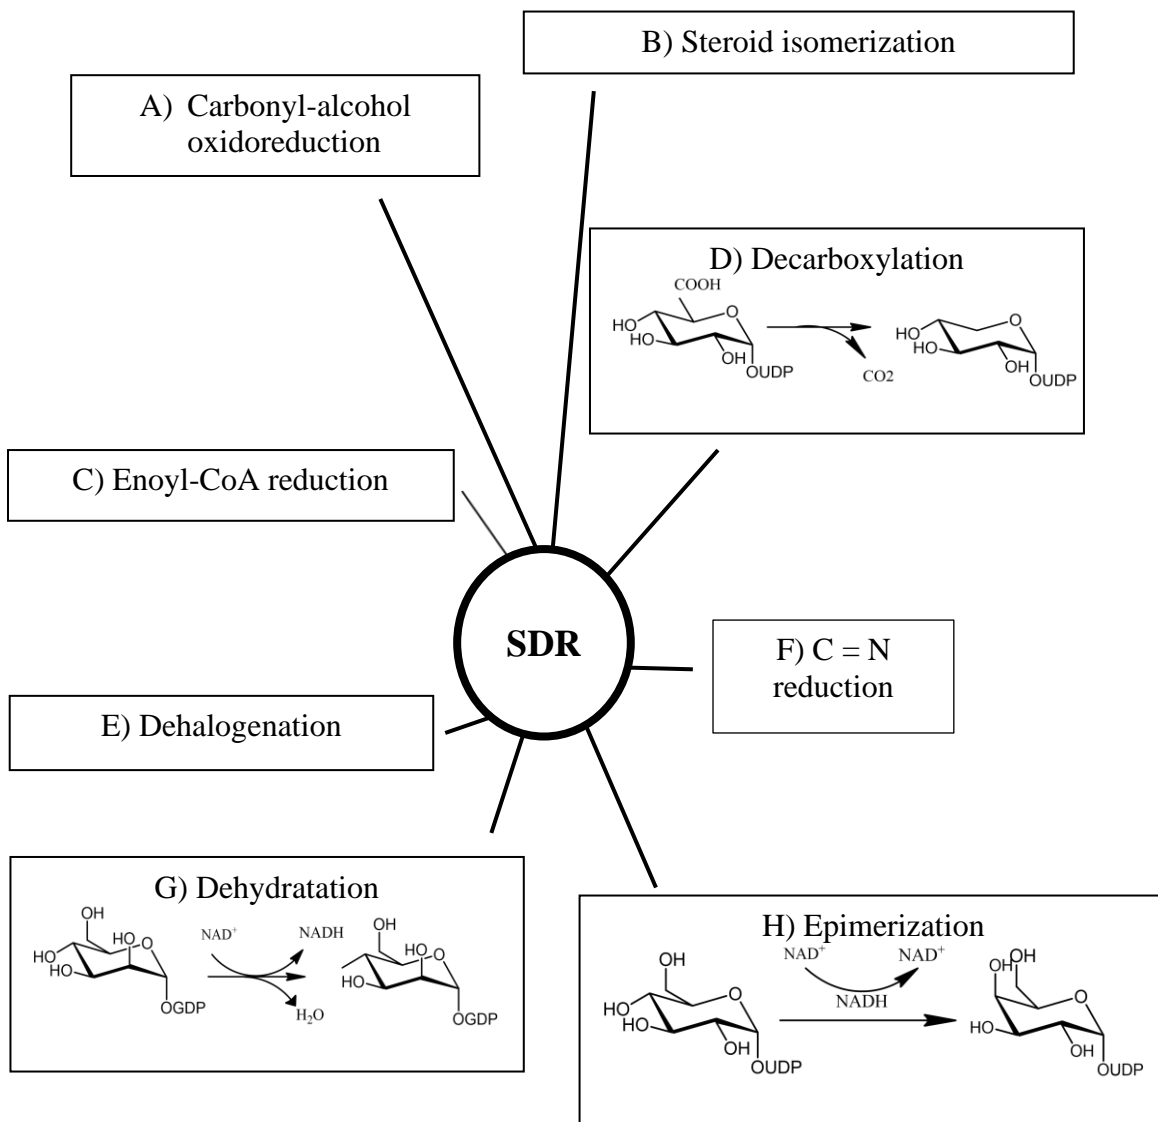 B) Steroid isomerization
A) Carbonyl-alcohol
oxidoreduction
D) Decarboxylation
COOH
O
HO
HO
OH
OUDP
CO2
O
HO
HO
OH
OUDP
C) Enoyl-CoA reduction
SDR
F) C = N
reduction
E) Dehalogenation
G) Dehydratation
OH
HO
HO
HO
O
OGDP
NAD+
NADH
H2O
OH
HO
HO
O
OGDP
H) Epimerization
OH
HO
HO
OH
O
OUDP
NAD+
NAD+
NADH
OH
OH
HO
OH
O
OUDP